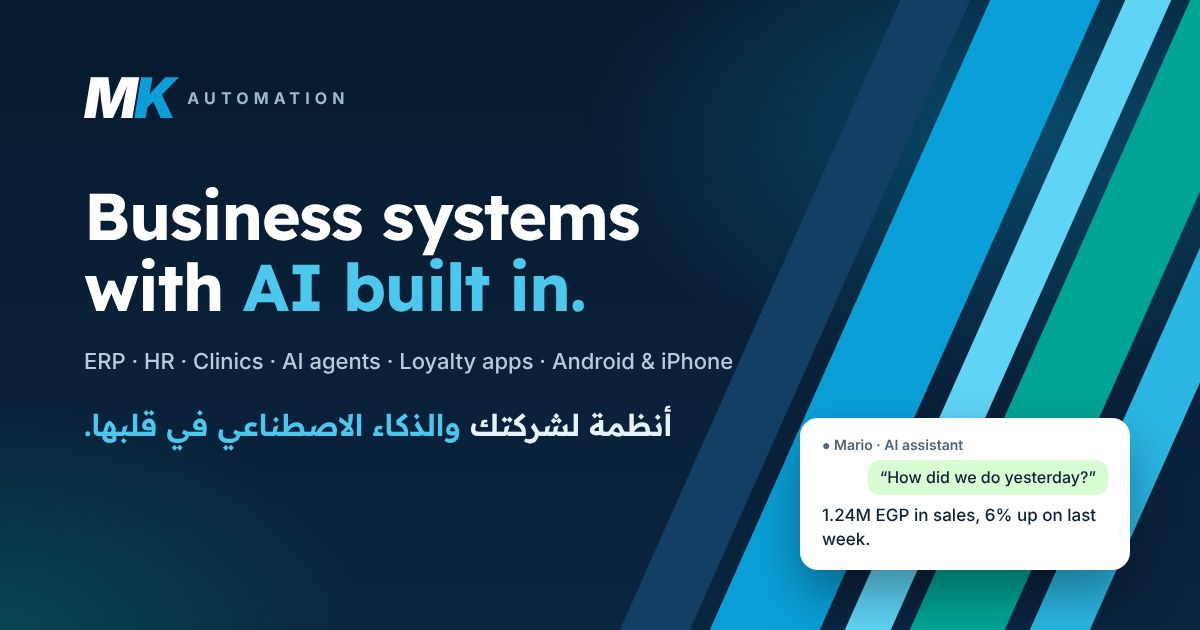 MK AUTOMATION
Business systems
with AI built in.
ERP · HR · Clinics · AI agents · Loyalty apps · Android & iPhone
أنظمة لشركتك والذكاء الاصطناعي في قلبها.
● Mario · AI assistant
“How did we do yesterday?”
1.24M EGP in sales, 6% up on last
week.